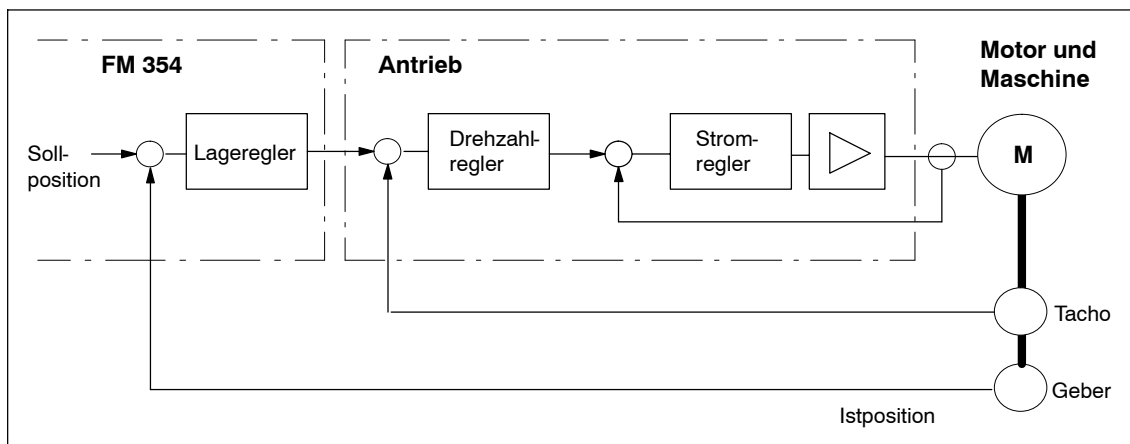 FM 354
Antrieb
Motor und
Maschine
Soll-
position
Lageregler
Drehzahl-
regler
Strom-
regler
M
Tacho
Geber
Istposition